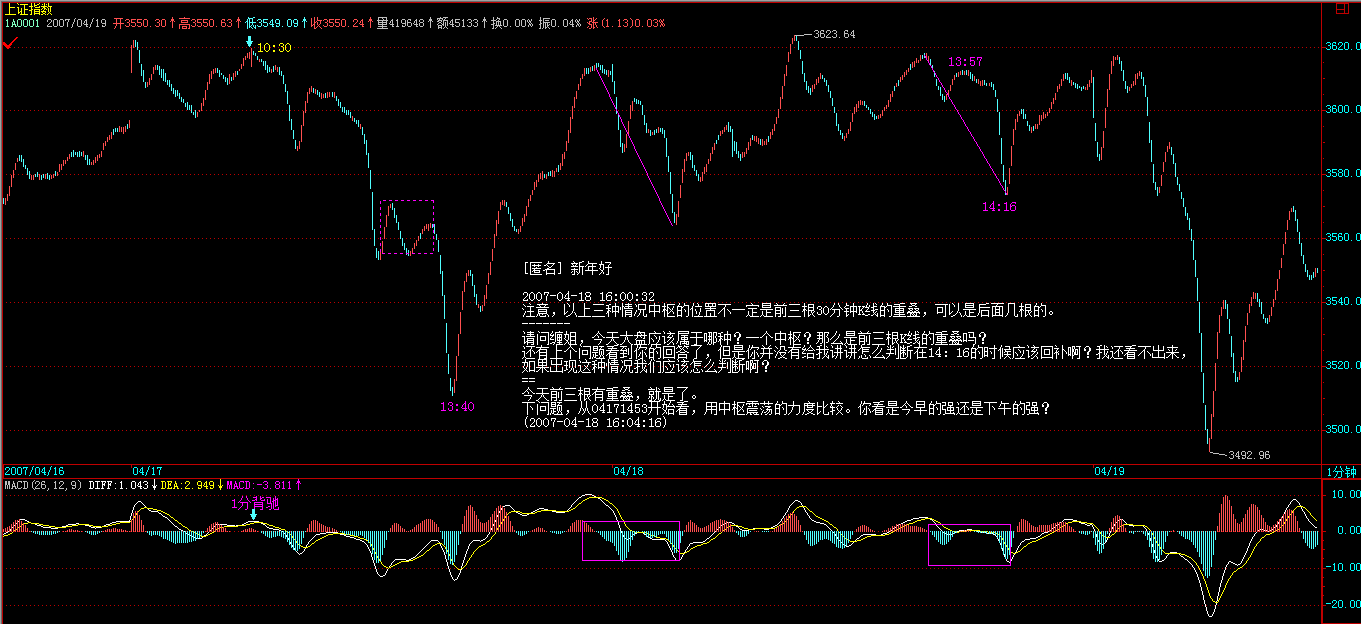 上证指数
1A0001 2007/04/19 开3550.30↑高3550.63↑低3549.09↑收3550.24↑量419648↑额45133↑换0.00% 振0.04% 涨(1.13)0.03%
10:30
3623.64
13:57
3620.0
3600.0
3580.0
3560.0
3540.0
3520.0
3500.0
14:16
13:40
[匿名] 新年好
2007-04-18 16:00:32
注意，以上三种情况中枢的位置不一定是前三根30分钟K线的重叠，可以是后面几根的。
-------
请问缠姐，今天大盘应该属于哪种？一个中枢？那么是前三根K线的重叠吗？
还有上个问题看到你的回答了，但是你并没有给我讲讲怎么判断在14：16的时候应该回补啊？我还看不出来，
如果出现这种情况我们应该怎么判断啊？
==
今天前三根有重叠，就是了。
下问题，从04171453开始看，用中枢震荡的力度比较。你看是今早的强还是下午的强？
(2007-04-18 16:04:16)
3492.96
2007/04/16 04/17 04/18 04/19 1分钟
MACD(26,12,9) DIFF:1.043↓ DEA:2.949↓ MACD:-3.811↑
1分背驰
10.00
0.00
-10.00
-20.00